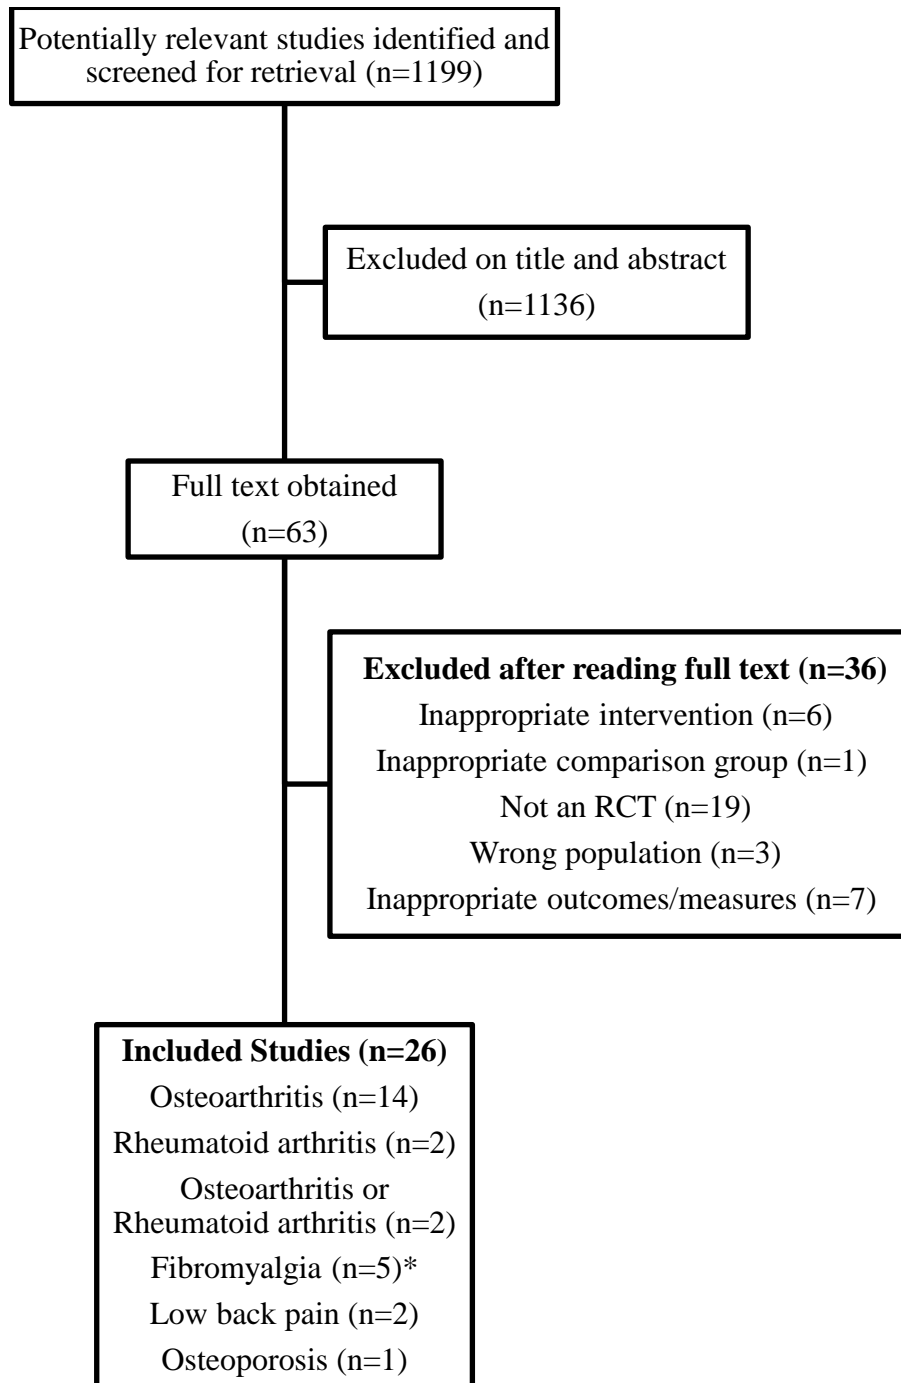 Potentially relevant studies identified and
screened for retrieval (n=1199)
Excluded on title and abstract
(n=1136)
Full text obtained
(n=63)
Excluded after reading full text (n=36)
Inappropriate intervention (n=6)
Inappropriate comparison group (n=1)
Not an RCT (n=19)
Wrong population (n=3)
Inappropriate outcomes/measures (n=7)
Included Studies (n=26)
Osteoarthritis (n=14)
Rheumatoid arthritis (n=2)
Osteoarthritis or
Rheumatoid arthritis (n=2)
Fibromyalgia (n=5)*
Low back pain (n=2)
Osteoporosis (n=1)